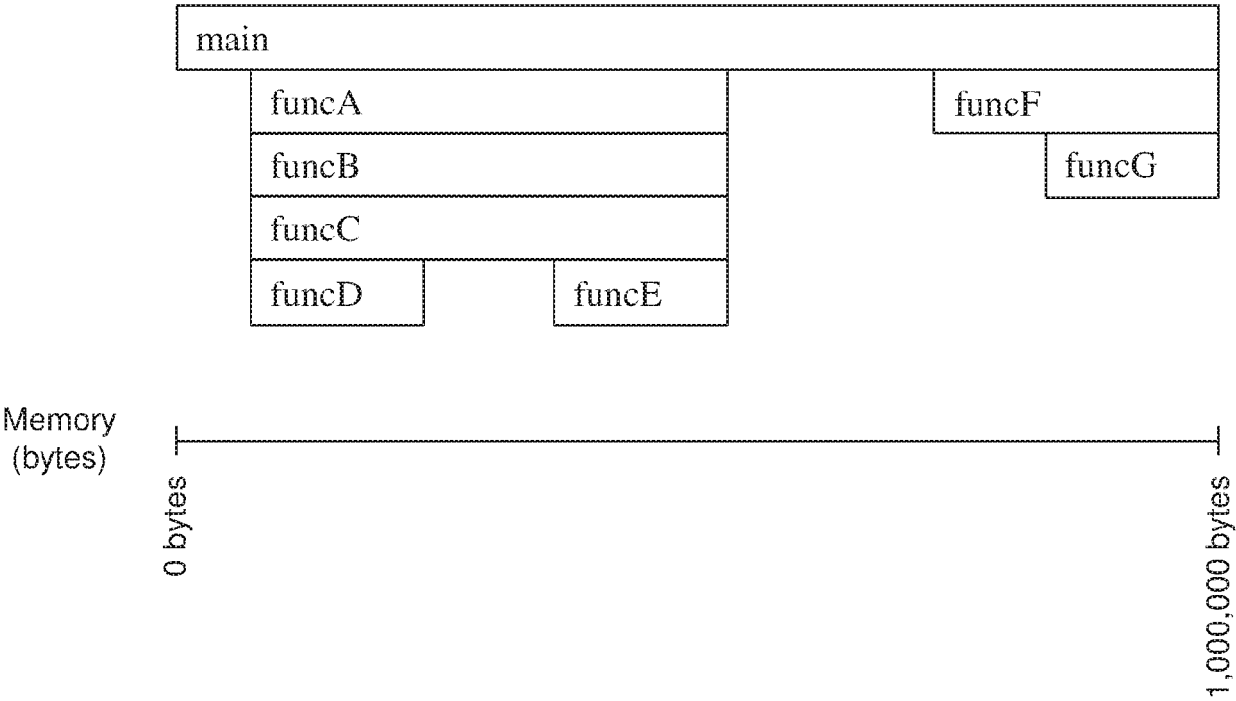 main
funcA
funcF
funcB
funcG
funcC
funcD
funcE
Memory
(bytes)
0 bytes
1,000,000 bytes